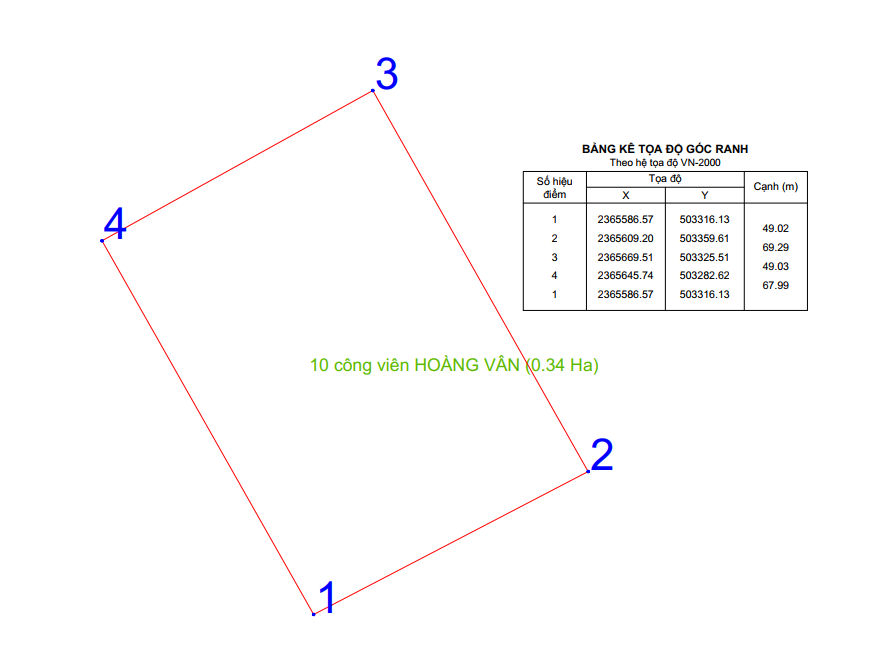 3
4
BẢNG KÊ TỌA ĐỘ GÓC RANH
Theo hệ tọa độ VN-2000
Số hiệu điểm Tọa độ Cạnh (m)
X Y
1 2365586.57 503316.13
49.02
2 2365609.20 503359.61
69.29
3 2365669.51 503325.51
49.03
4 2365645.74 503282.62
67.99
1 2365586.57 503316.13
10 công viên HOÀNG VÂN (0.34 Ha)
2
1